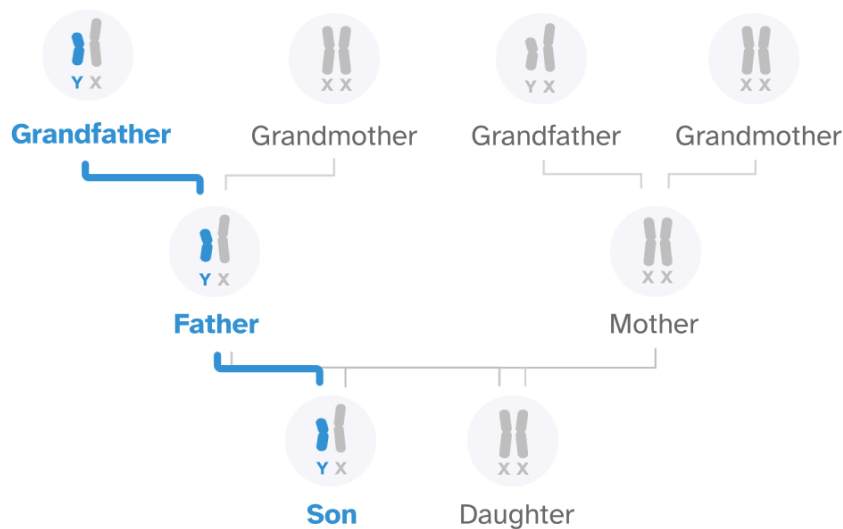 Y X
X X
Y X
X X
Grandfather
Grandmother
Grandfather
Grandmother
Y X
X X
Father
Mother
Y X
X X
Son
Daughter